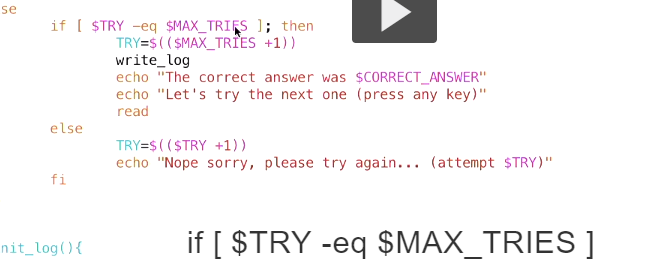 se
if [ $TRY -eq $MAX_TRIES ]; then
TRY=$(($MAX_TRIES +1))
write_log
echo "The correct answer was $CORRECT_ANSWER"
echo "Let's try the next one (press any key)"
read
else
TRY=$(($TRY +1))
echo "Nope sorry, please try again... (attempt $TRY)"
fi
nit_log(){
if [ $TRY -eq $MAX_TRIES ]